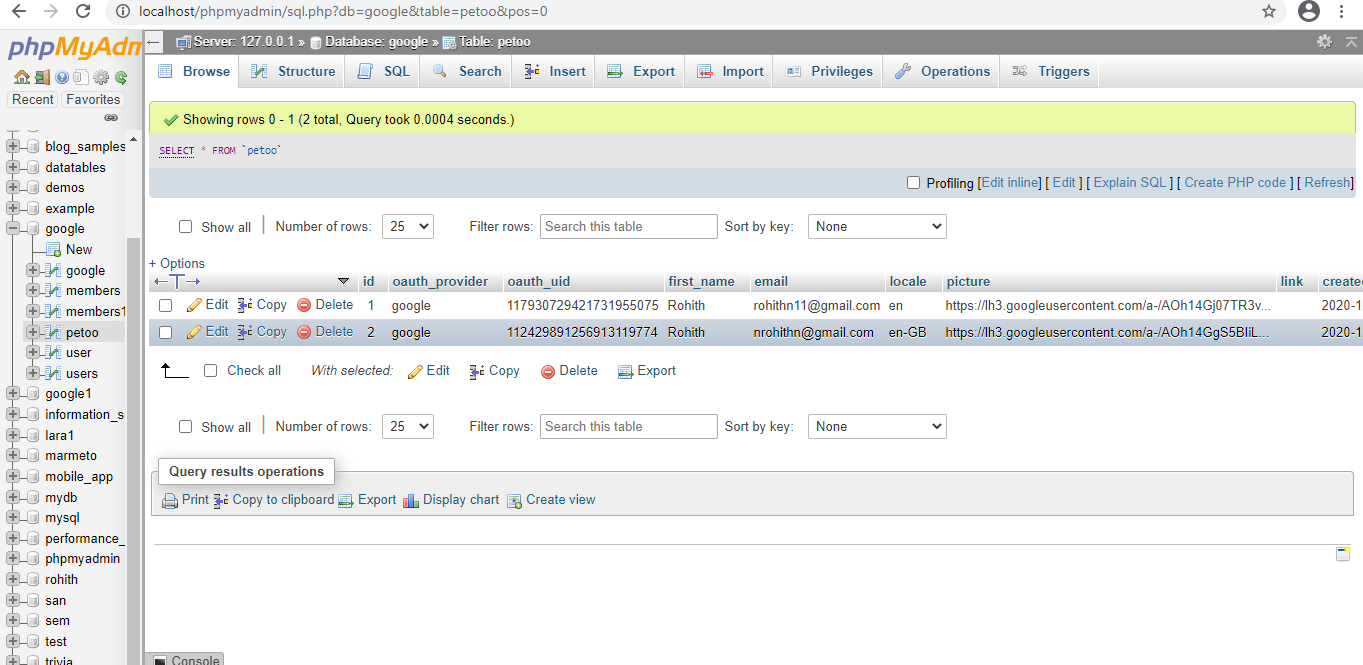 localhost/phpmyadmin/sql.php?db=google&table=petoo&pos=0
phpMyAdm
Recent Favorites
blog_samples
datatables
demos
example
google
New
google
members
members1
petoo
user
users
google1
information_s
lara1
marmeto
mobile_app
mydb
mysql
performance_
phpmyadmin
rohith
san
sem
test
trivia
Server: 127.0.0.1 » Database: google » Table: petoo
Browse Structure SQL Search Insert Export Import Privileges Operations Triggers
Showing rows 0 - 1 (2 total, Query took 0.0004 seconds.)
SELECT * FROM `petoo`
Profiling [Edit inline] [ Edit ] [ Explain SQL ] [ Create PHP code ] [ Refresh]
Show all Number of rows: 25 Filter rows: Search this table Sort by key: None
+ Options
id oauth_provider oauth_uid first_name email locale picture link create
Edit Copy Delete 1 google 117930729421731955075 Rohith rohithn11@gmail.com en https://lh3.googleusercontent.com/a-/AOh14Gj07TR3v... 2020-1
Edit Copy Delete 2 google 112429891256913119774 Rohith nrohithn@gmail.com en-GB https://lh3.googleusercontent.com/a-/AOh14GgS5BIiL... 2020-1
Check all With selected: Edit Copy Delete Export
Show all Number of rows: 25 Filter rows: Search this table Sort by key: None
Query results operations
Print Copy to clipboard Export Display chart Create view
Console